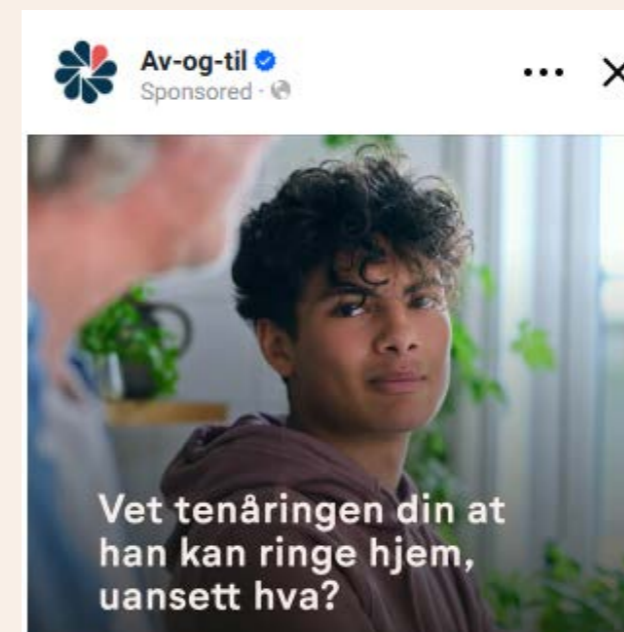 Av-og-til
Sponsored ·
Vet tenåringen din at
han kan ringe hjem,
uansett hva?